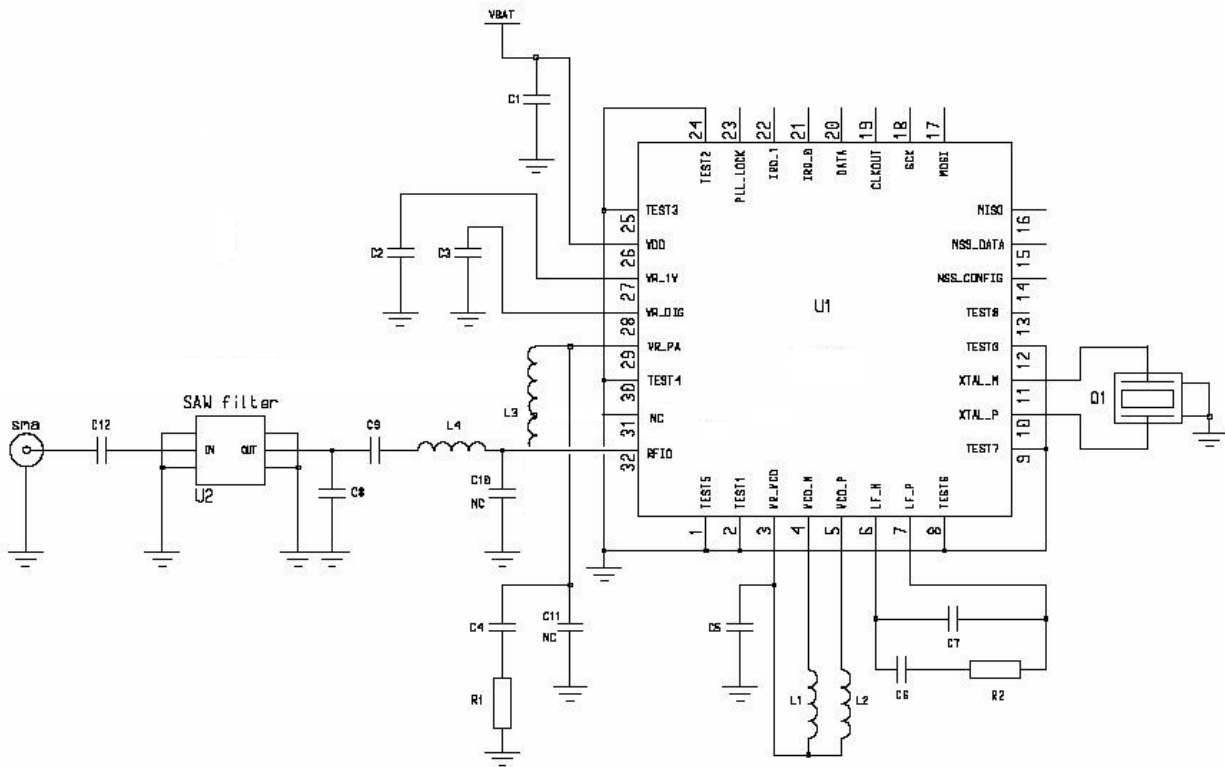 VBAT
C1
24 23 22 21 20 19 18 17
TEST2 PLL_LOCK IRQ_1 IRQ_0 DATA CLKOUT SCK MOSI
TEST3
25
VDD
26
VR_1V
27
VR_DIG
28
VR_PA
29
TEST4
30
NC
31
RFIO
32
MISO
16
NSS_DATA
15
NSS_CONFIG
14
TEST8
13
12
XTAL_M
11
XTAL_P
10
TEST7
9
U1
C2
C3
Q1
SAW filter
sma
C12
IN OUT
U2
C8
C9
L4
L3
C10
NC
TEST5 TEST1 VR_VCO VCO_M VCO_P LF_M LF_P TEST6
1 2 3 4 5 6 7 8
C4
C11
NC
R1
C5
L1
L2
C7
C6
R2